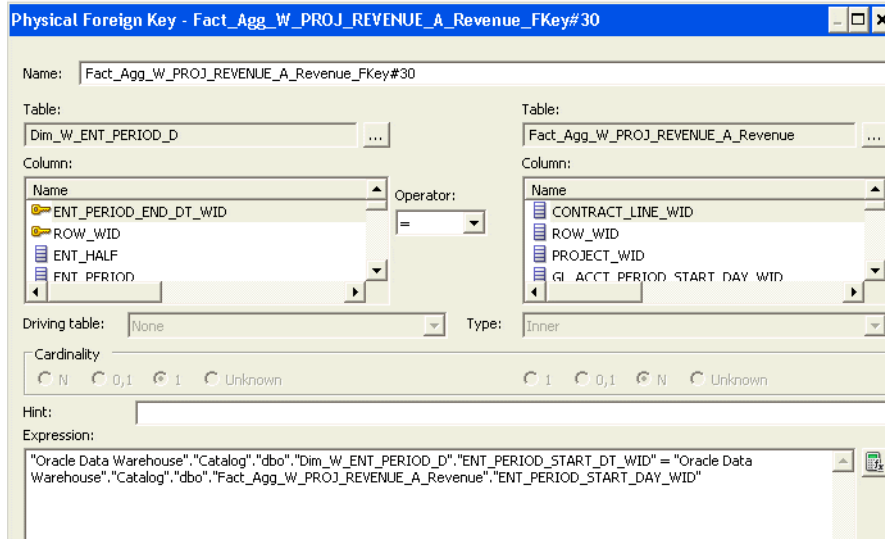 Physical Foreign Key - Fact_Agg_W_PROJ_REVENUE_A_Revenue_FKey#30
Name: Fact_Agg_W_PROJ_REVENUE_A_Revenue_FKey#30
Table: Table:
Dim_W_ENT_PERIOD_D ... Fact_Agg_W_PROJ_REVENUE_A_Revenue ...
Column: Column:
Name Operator: Name
ENT_PERIOD_END_DT_WID = CONTRACT_LINE_WID
ROW_WID ROW_WID
ENT_HALF PROJECT_WID
ENT_PERIOD GL_ACCT_PERIOD_START_DAY_WID
Driving table: None Type: Inner
Cardinality
N 0,1 1 Unknown 1 0,1 N Unknown
Hint:
Expression:
"Oracle Data Warehouse"."Catalog"."dbo"."Dim_W_ENT_PERIOD_D"."ENT_PERIOD_START_DT_WID" = "Oracle Data
Warehouse"."Catalog"."dbo"."Fact_Agg_W_PROJ_REVENUE_A_Revenue"."ENT_PERIOD_START_DAY_WID"